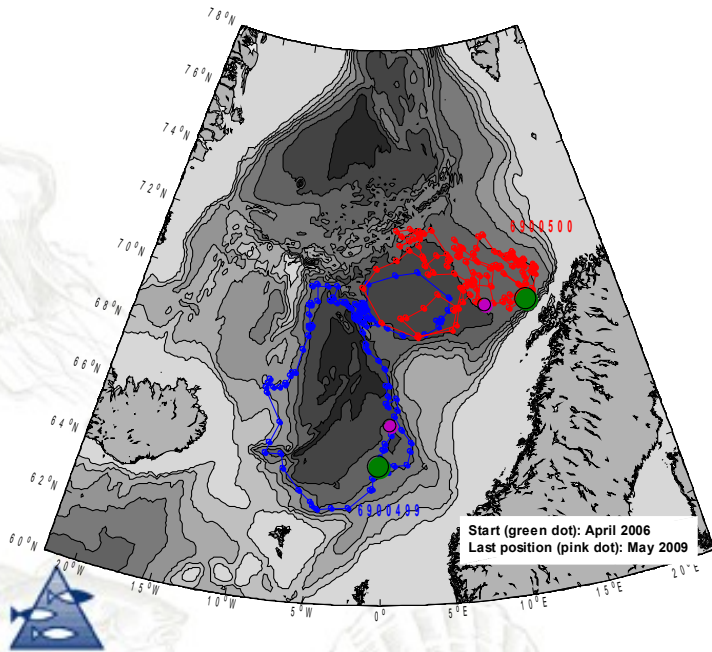 78°N
76°N
74°N
72°N
70°N
68°N
66°N
64°N
62°N
60°N
6900500
6900499
Start (green dot): April 2006
Last position (pink dot): May 2009
20°W
15°W
10°W
5°W
0°
5°E
10°E
15°E
20°E